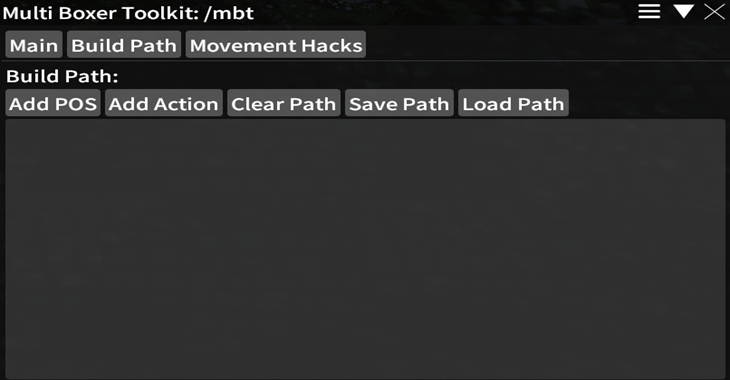 Multi Boxer Toolkit: /mbt
Main Build Path Movement Hacks
Build Path:
Add POS Add Action Clear Path Save Path Load Path